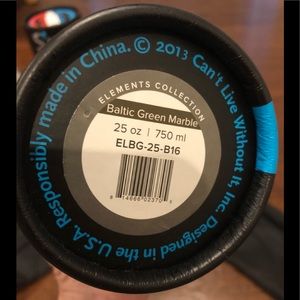 Responsibly made in China. © 2013 Can't Live Without It, Inc. Designed in the U.S.A.
ELEMENTS COLLECTION
Baltic Green Marble
25 oz | 750 ml
ELBG-25-B16